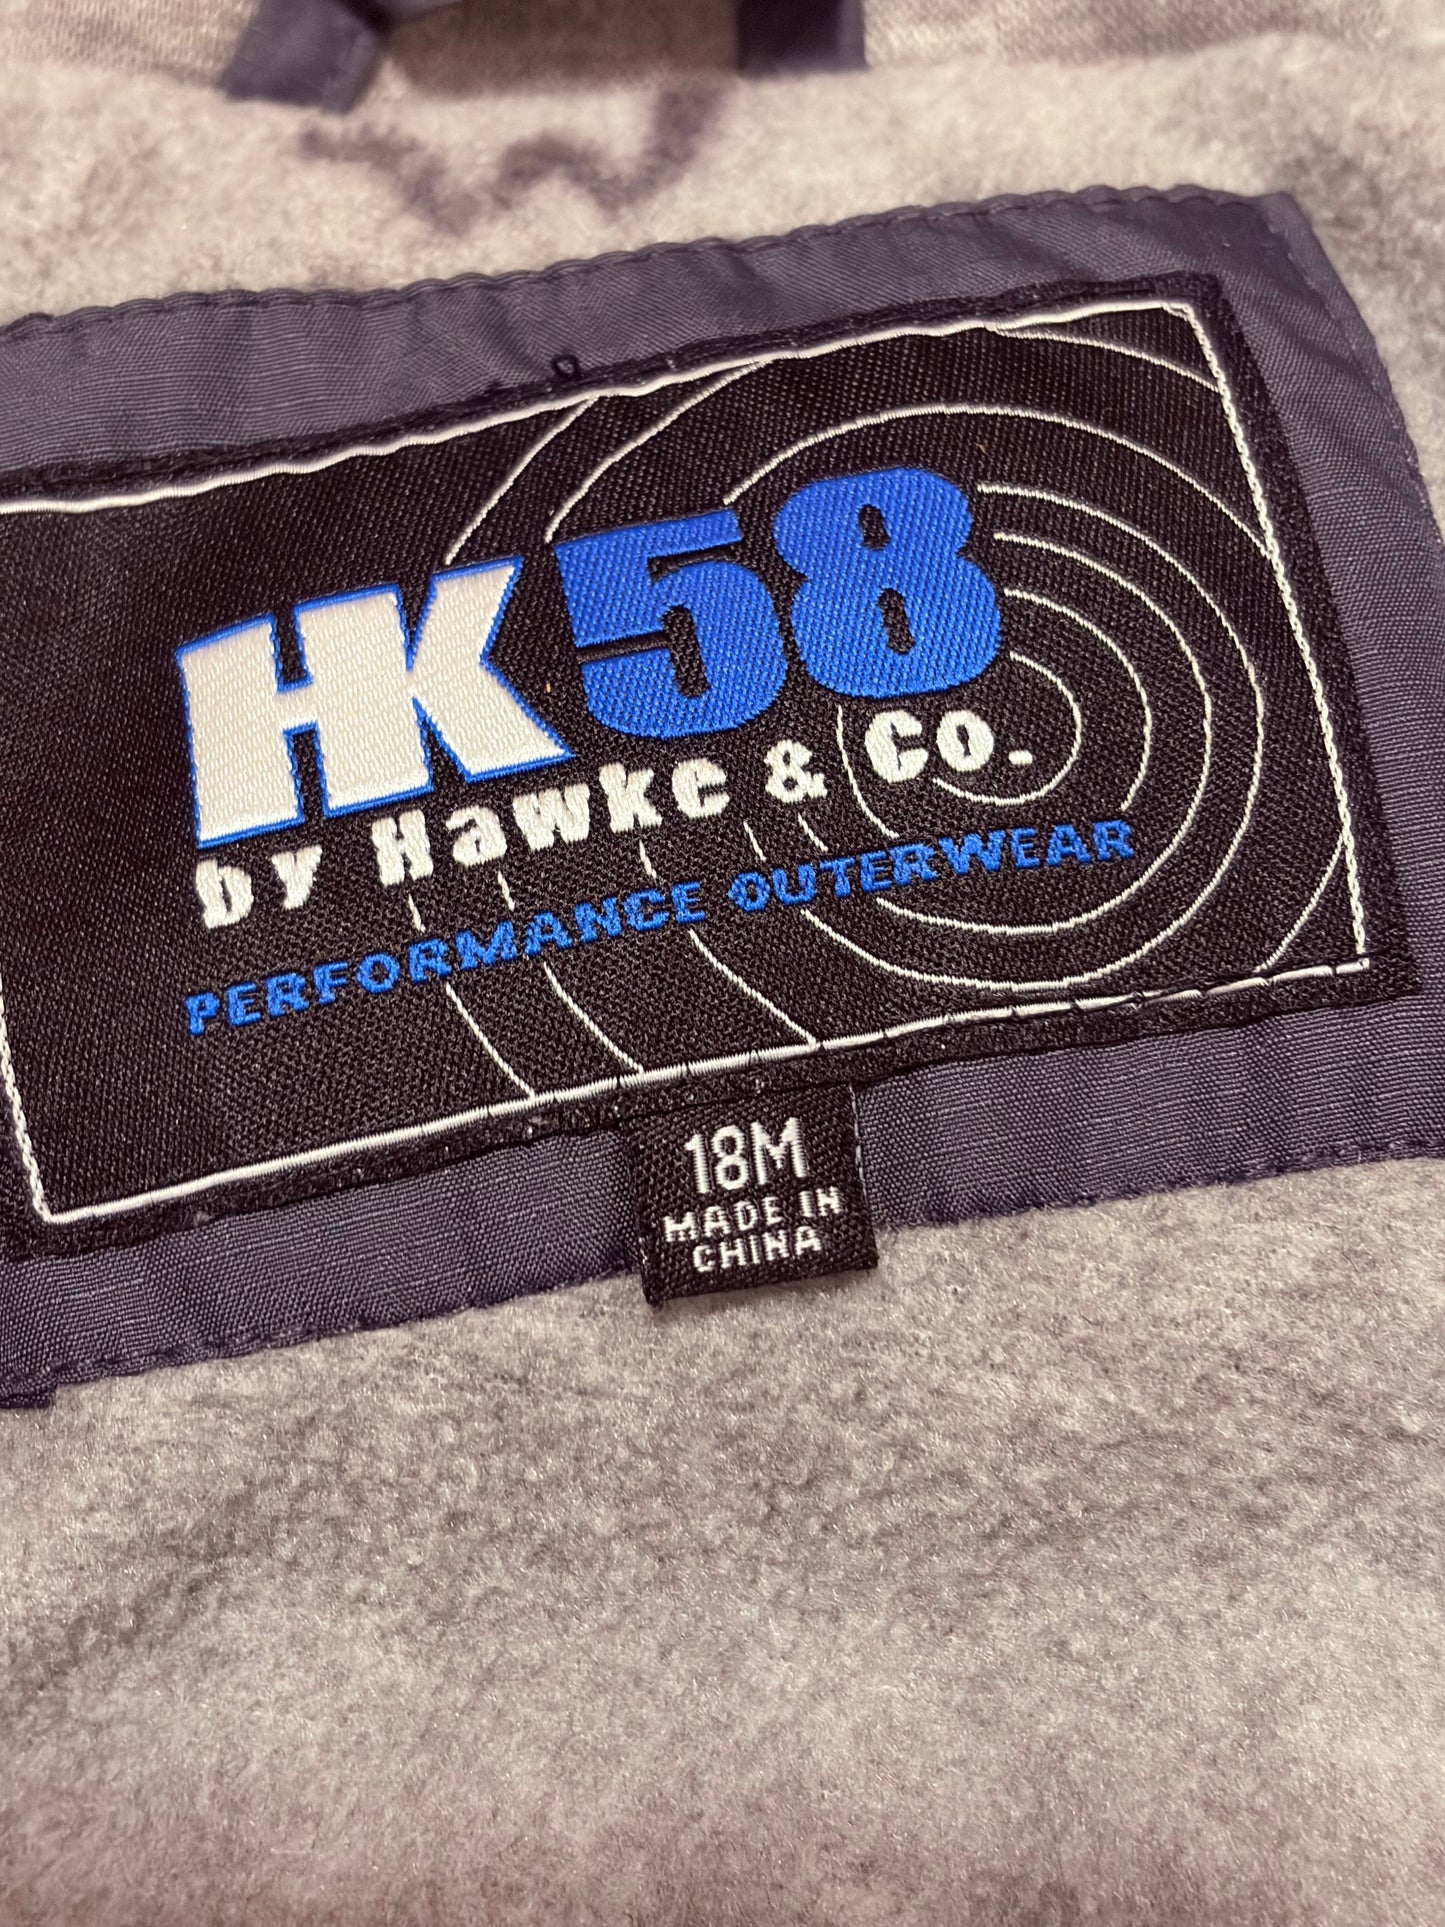 HK58
by Hawke & Co.
PERFORMANCE OUTERWEAR
18M
MADE IN
CHINA